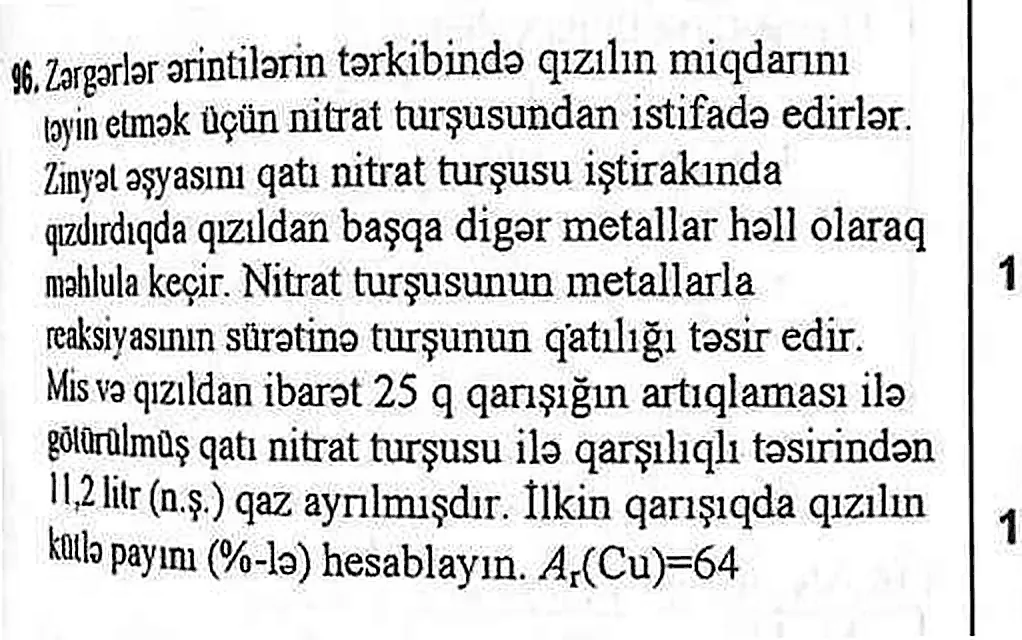 96. Zərgərlər ərintilərin tərkibində qızılın miqdarını
təyin etmək üçün nitrat turşusundan istifadə edirlər.
Zinyət əşyasını qatı nitrat turşusu iştirakında
qızdırdıqda qızıldan başqa digər metallar həll olaraq
məhlula keçir. Nitrat turşusunun metallarla
reaksiyasının sürətinə turşunun qatılığı təsir edir.
Mis və qızıldan ibarət 25 q qarışığın artıqlaması ilə
götürülmüş qatı nitrat turşusu ilə qarşılıqlı təsirindən
11,2 litr (n.ş.) qaz ayrılmışdır. İlkin qarışıqda qızılın
kütlə payını (%-lə) hesablayın. Aᵣ(Cu)=64
1
1